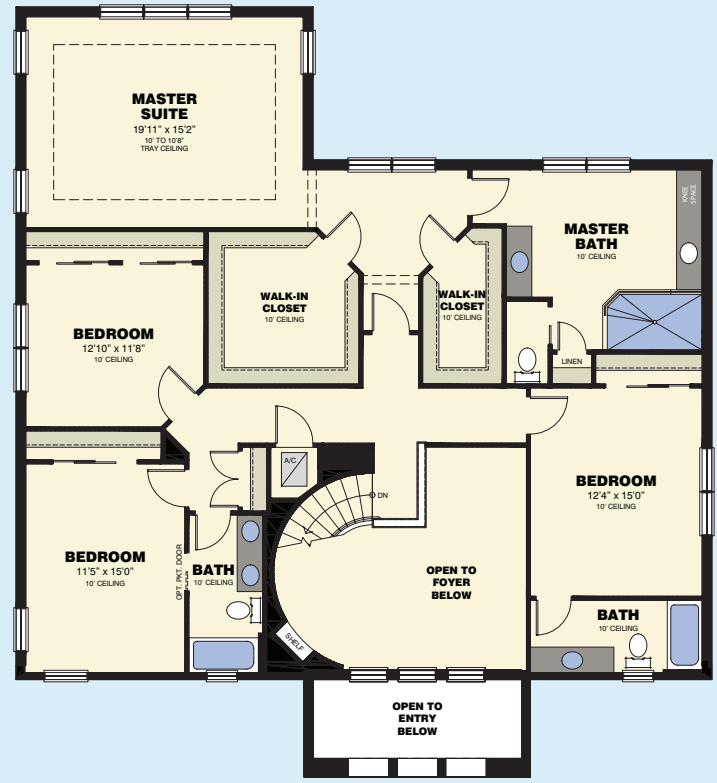 MASTER
SUITE
19'11" x 15'2"
10' TO 10'8"
TRAY CEILING
KNEE
SPACE
MASTER
BATH
10' CEILING
WALK-IN
CLOSET
10' CEILING
WALK-IN
CLOSET
10' CEILING
BEDROOM
12'10" x 11'8"
10' CEILING
LINEN
A/C
DN
BEDROOM
12'4" x 15'0"
10' CEILING
BEDROOM
11'5" x 15'0"
10' CEILING
OPT. PKT. DOOR
BATH
10' CEILING
OPEN TO
FOYER
BELOW
SHELF
BATH
10' CEILING
OPEN TO
ENTRY
BELOW